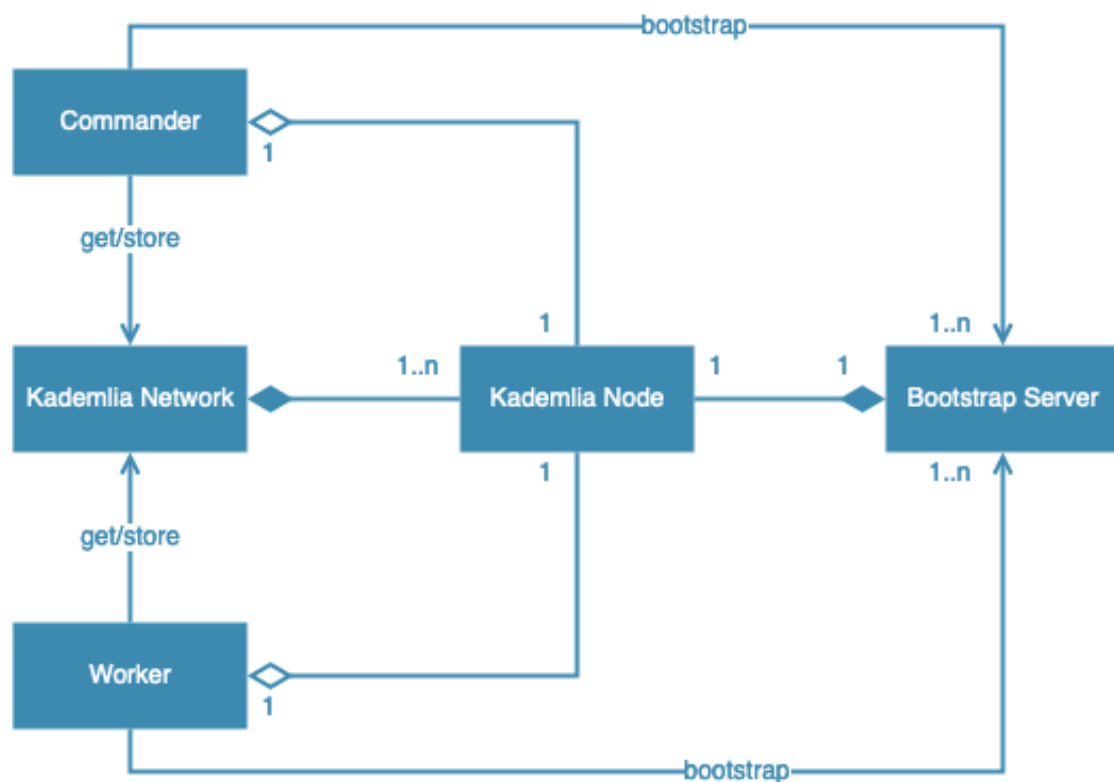 bootstrap
Commander
1
get/store
1
1..n
1..n
1
1
Kademlia Network
Kademlia Node
Bootstrap Server
1
1..n
get/store
Worker
1
bootstrap